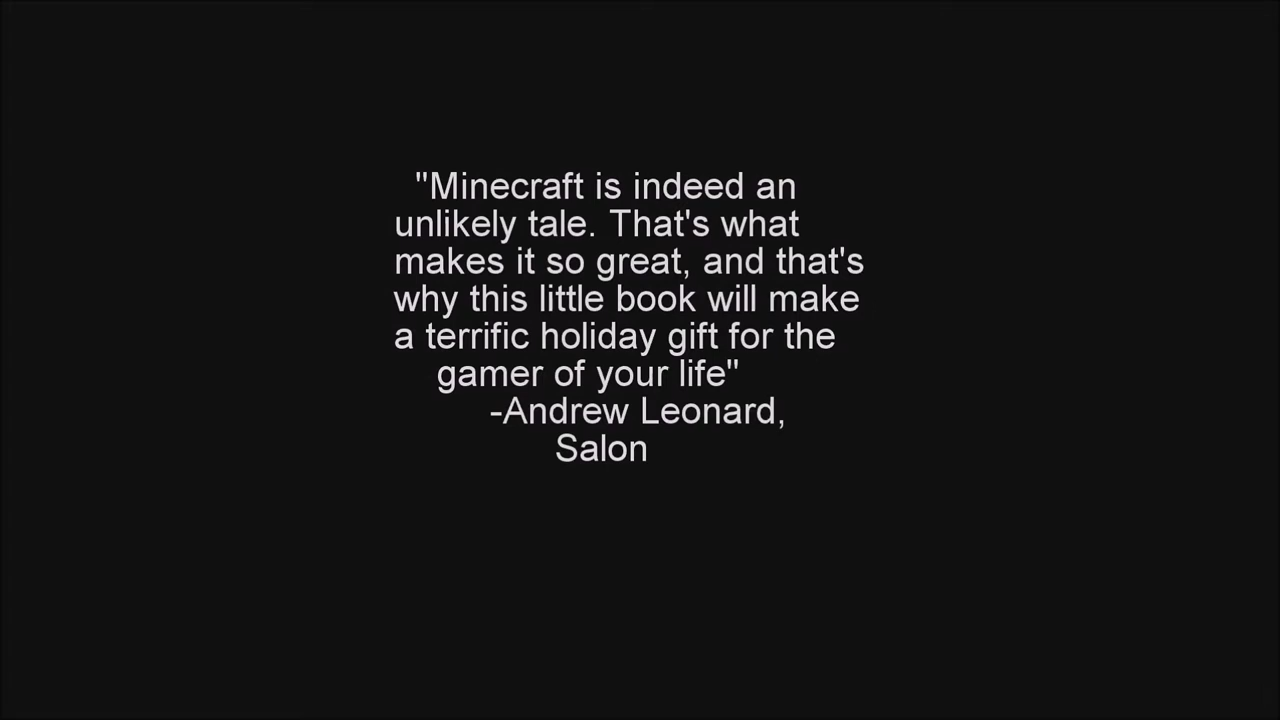 "Minecraft is indeed an
unlikely tale. That's what
makes it so great, and that's
why this little book will make
a terrific holiday gift for the
gamer of your life"
-Andrew Leonard,
Salon